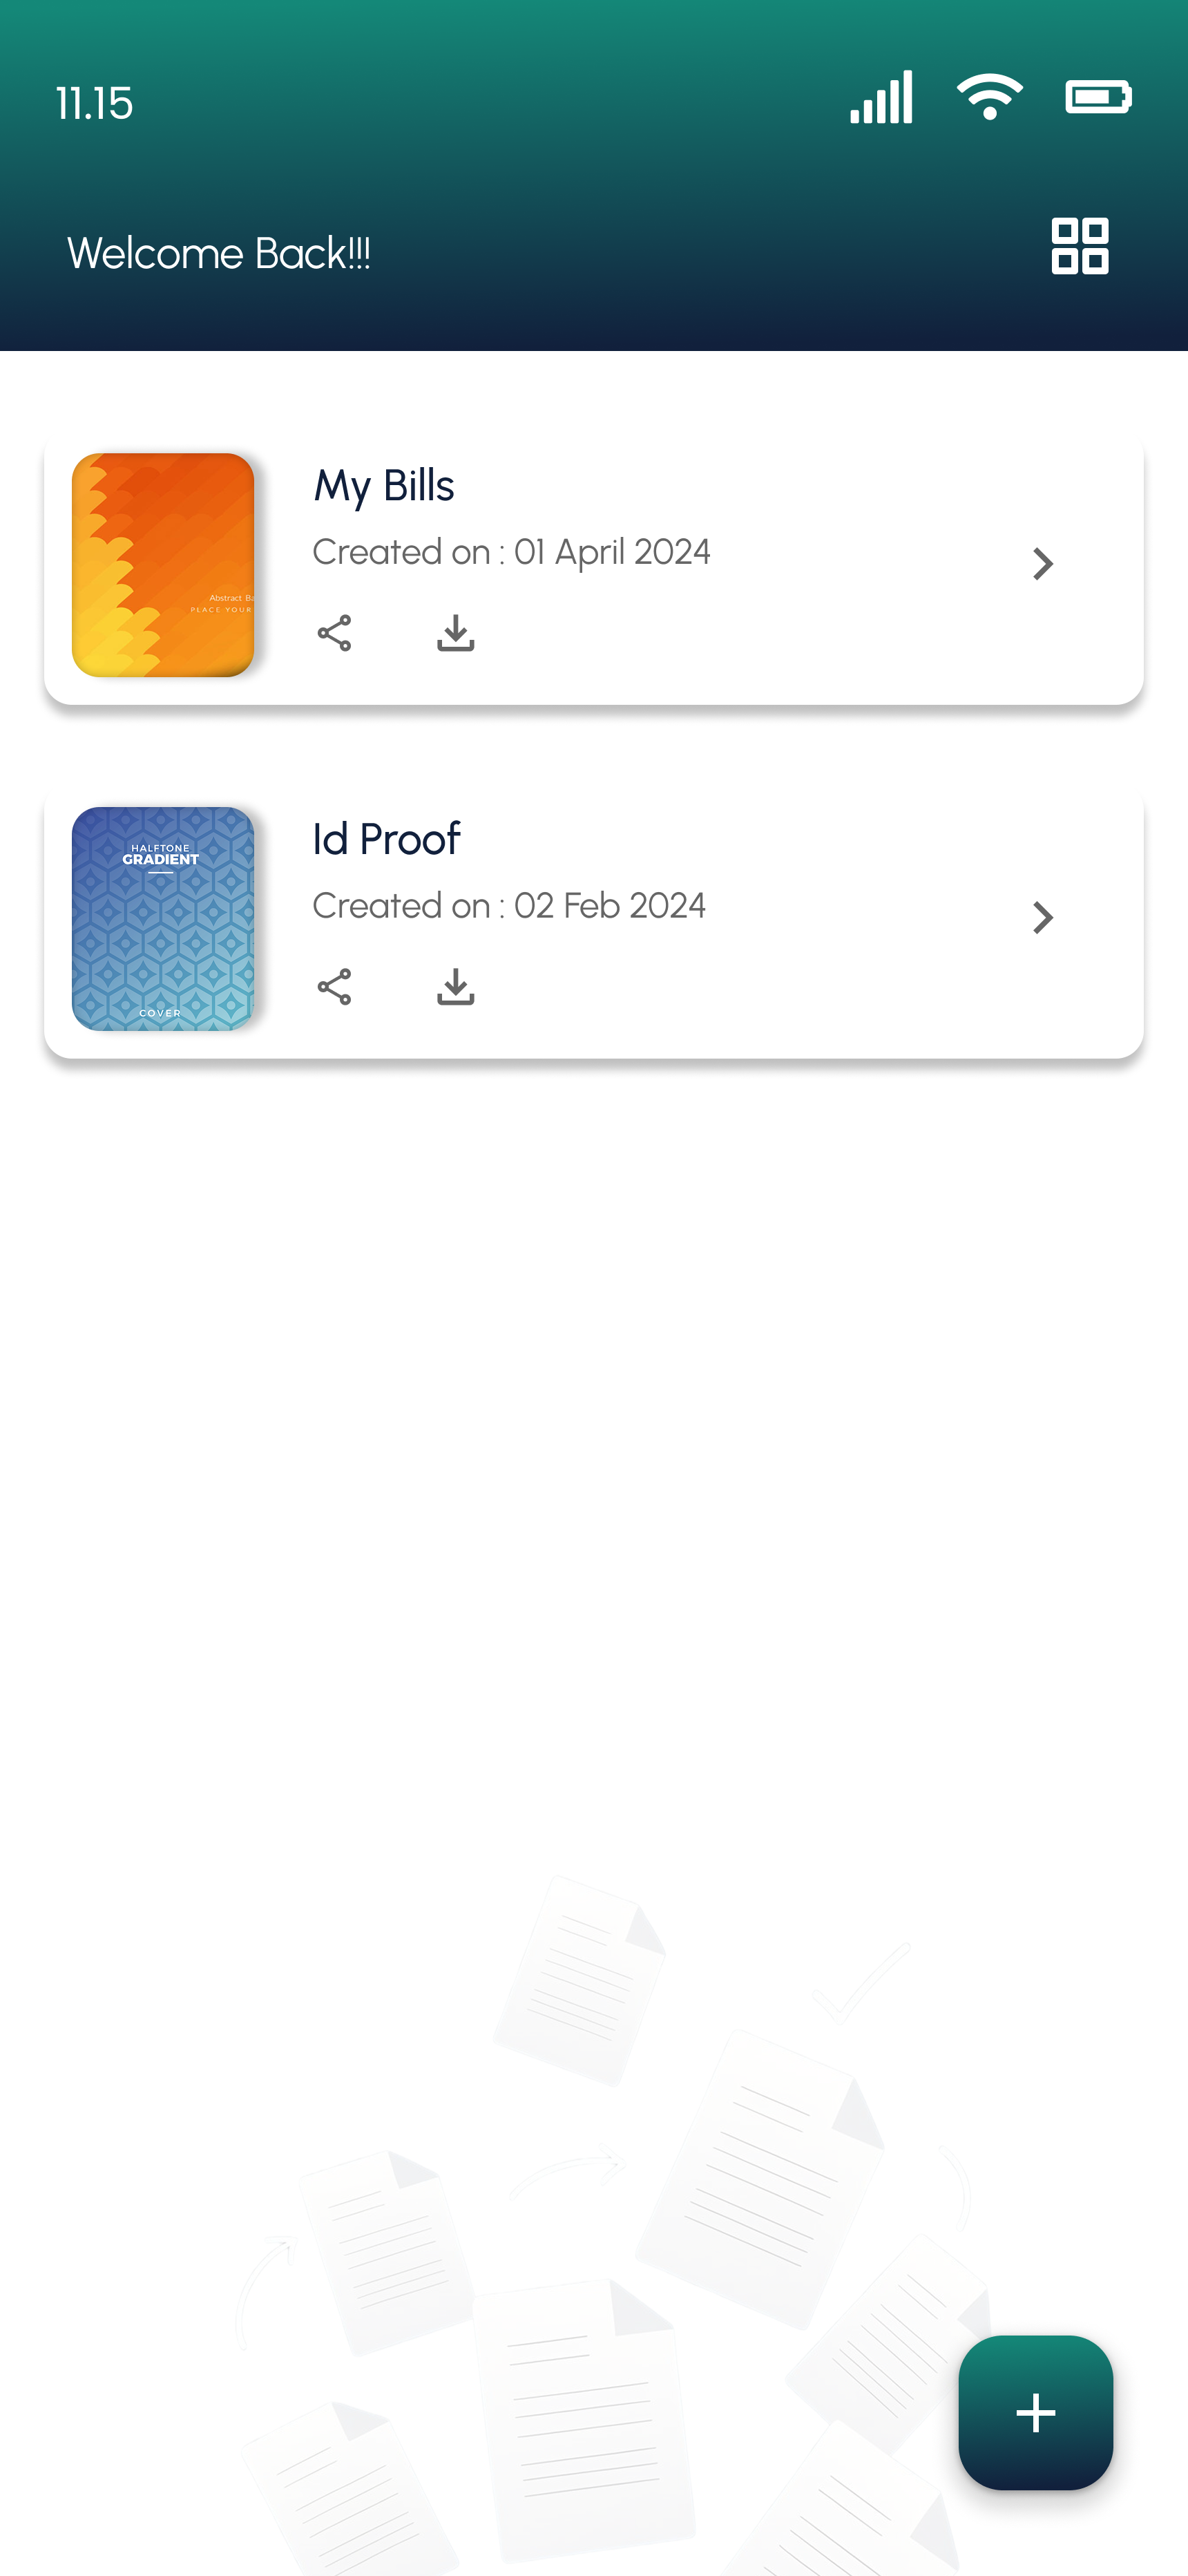 11.15
Welcome Back!!!
My Bills
Created on : 01 April 2024
Abstract Ba
PLACE YOUR
Id Proof
Created on : 02 Feb 2024
HALFTONE
GRADIENT
COVER